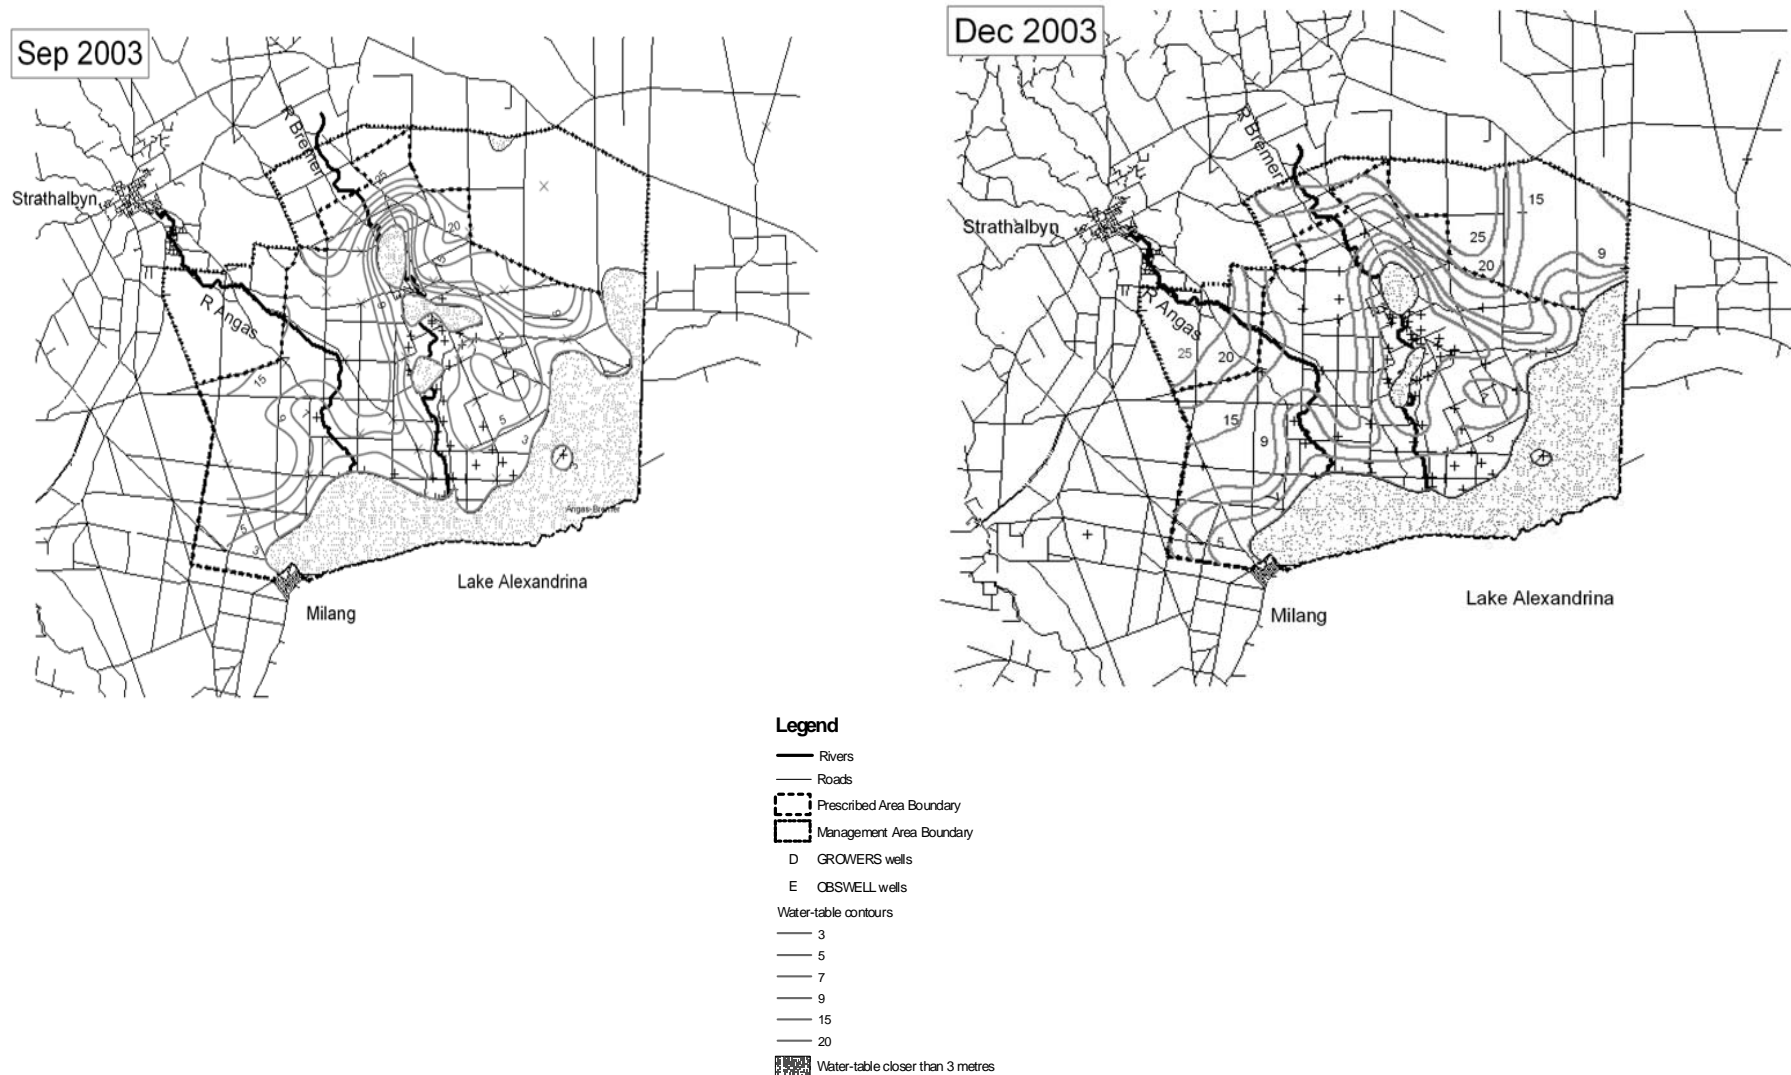 Sep 2003
Dec 2003
R Bremer
R Bremer
Strathalbyn
Strathalbyn
R Angas
R Angas
25
20
15
9
5
3
5
3
15
25
20
9
25
20
15
9
5
5
Angas-Bremer
Lake Alexandrina
Lake Alexandrina
Milang
Milang
Legend
Rivers
Roads
Prescribed Area Boundary
Management Area Boundary
D GROWERS wells
E OBSWELL wells
Water-table contours
3
5
7
9
15
20
Water-table closer than 3 metres